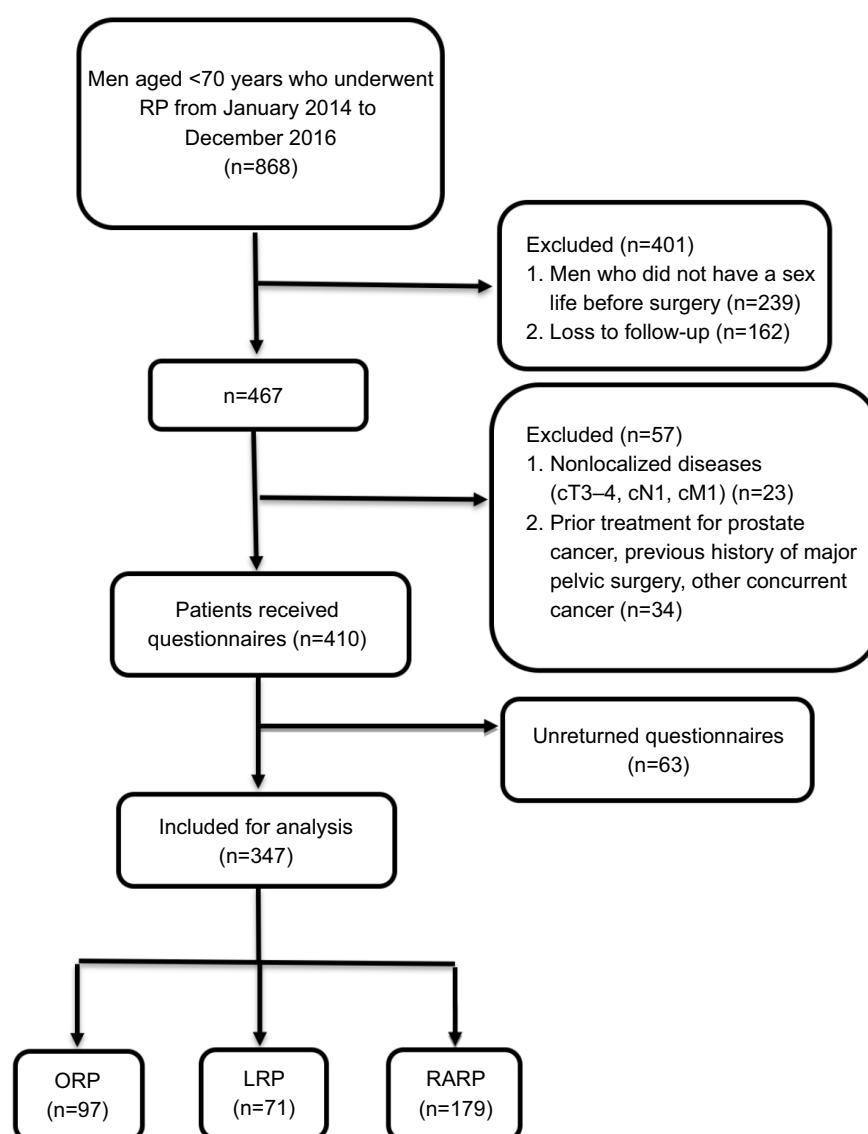 Men aged <70 years who underwent
RP from January 2014 to
December 2016
(n=868)
Excluded (n=401)
1. Men who did not have a sex
life before surgery (n=239)
2. Loss to follow-up (n=162)
n=467
Excluded (n=57)
1. Nonlocalized diseases
(cT3–4, cN1, cM1) (n=23)
2. Prior treatment for prostate
cancer, previous history of major
pelvic surgery, other concurrent
cancer (n=34)
Patients received
questionnaires (n=410)
Unreturned questionnaires
(n=63)
Included for analysis
(n=347)
ORP
(n=97)
LRP
(n=71)
RARP
(n=179)